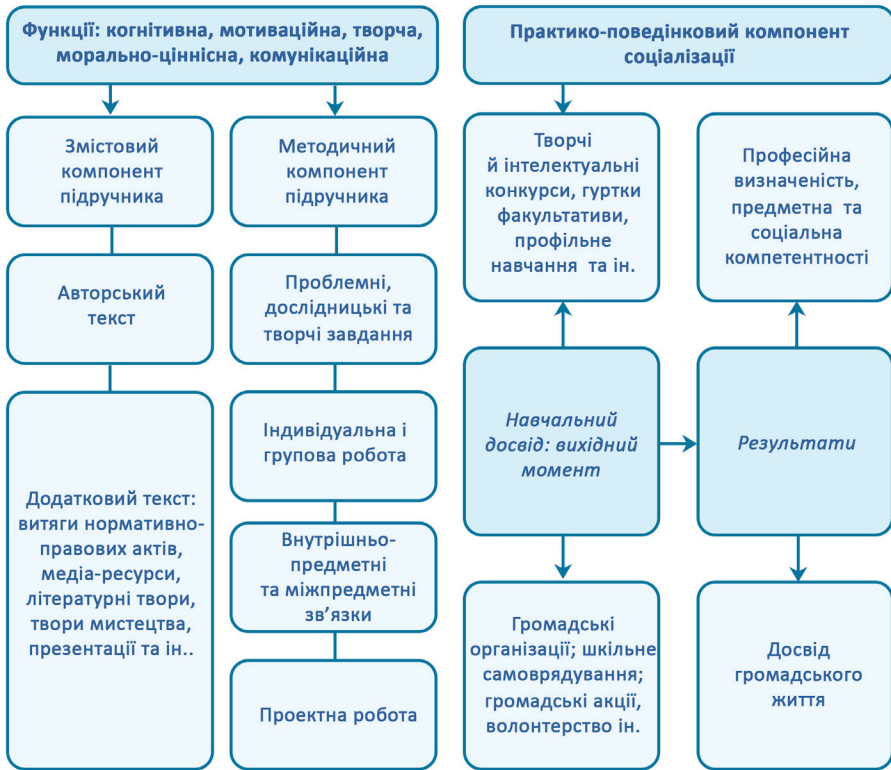 Функції: когнітивна, мотиваційна, творча,
морально-ціннісна, комунікаційна
Змістовий
компонент
підручника
Методичний
компонент
підручника
Авторський
текст
Проблемні,
дослідницькі та
творчі завдання
Додатковий текст:
витяги нормативно-
правових актів,
медіа-ресурси,
літературні твори,
твори мистецтва,
презентації та ін..
Індивідуальна і
групова робота
Внутрішньо-
предметні
та міжпредметні
зв’язки
Проектна робота
Практико-поведінковий компонент
соціалізації
Творчі
й інтелектуальні
конкурси, гуртки
факультативи,
профільне
навчання та ін.
Професійна
визначеність,
предметна та
соціальна
компетентності
Навчальний
досвід: вихідний
момент
Результати
Громадські
організації; шкільне
самоврядування;
громадські акції,
волонтерство ін.
Досвід
громадського
життя